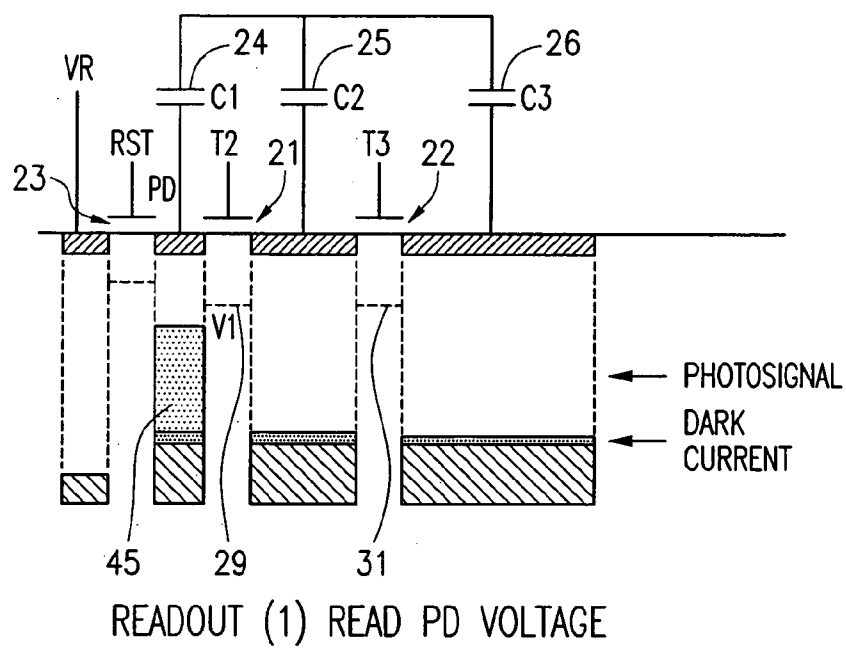 24
25
26
VR
C1
C2
C3
RST
T2
T3
23
PD
21
22
V1
PHOTOSIGNAL
DARK
CURRENT
45
29
31
READOUT (1) READ PD VOLTAGE